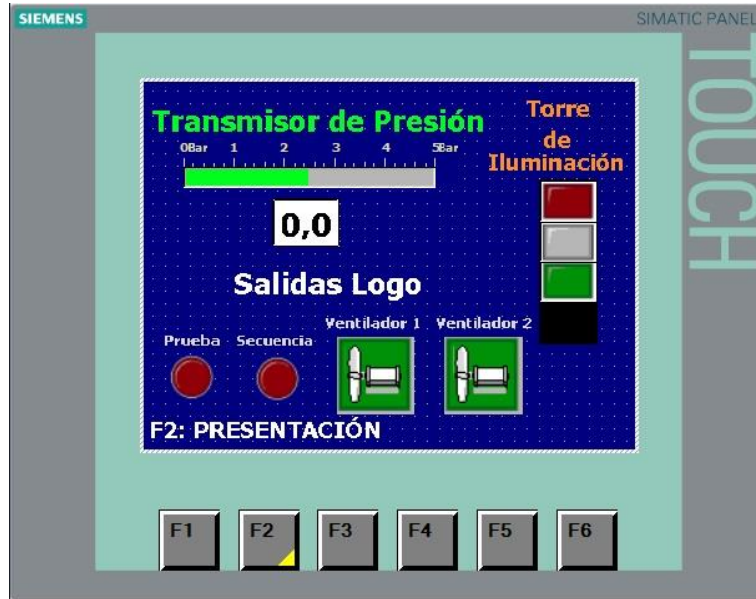 SIEMENS
SIMATIC PANEL
TOUCH
Transmisor de Presión
0Bar 1 2 3 4 5Bar
0,0
Torre
de
Iluminación
Salidas Logo
Prueba Secuencia Ventilador 1 Ventilador 2
F2: PRESENTACIÓN
F1 F2 F3 F4 F5 F6